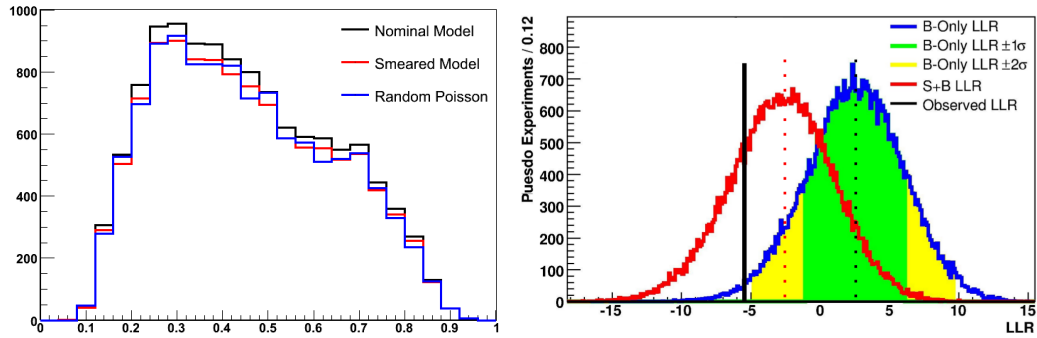 1000
800
600
400
200
0
0 0.1 0.2 0.3 0.4 0.5 0.6 0.7 0.8 0.9 1
Nominal Model
Smeared Model
Random Poisson
Puesdo Experiments / 0.12
800
700
600
500
400
300
200
100
0
-15 -10 -5 0 5 10 15
LLR
B-Only LLR
B-Only LLR ±1σ
B-Only LLR ±2σ
S+B LLR
Observed LLR